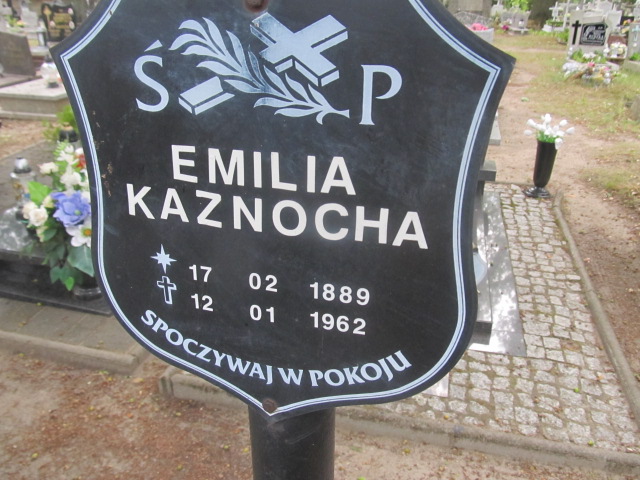 Ś P
EMILIA
KAZNOCHA
17 02 1889
12 01 1962
SPOCZYWAJ W POKOJU